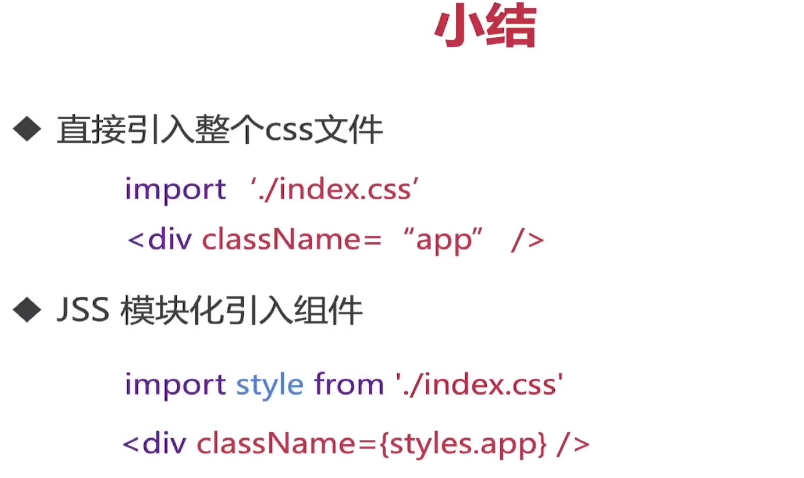 小结
◆ 直接引入整个css文件
import ‘./index.css’
<div className= “app” />
◆ JSS 模块化引入组件
import style from './index.css'
<div className={styles.app} />